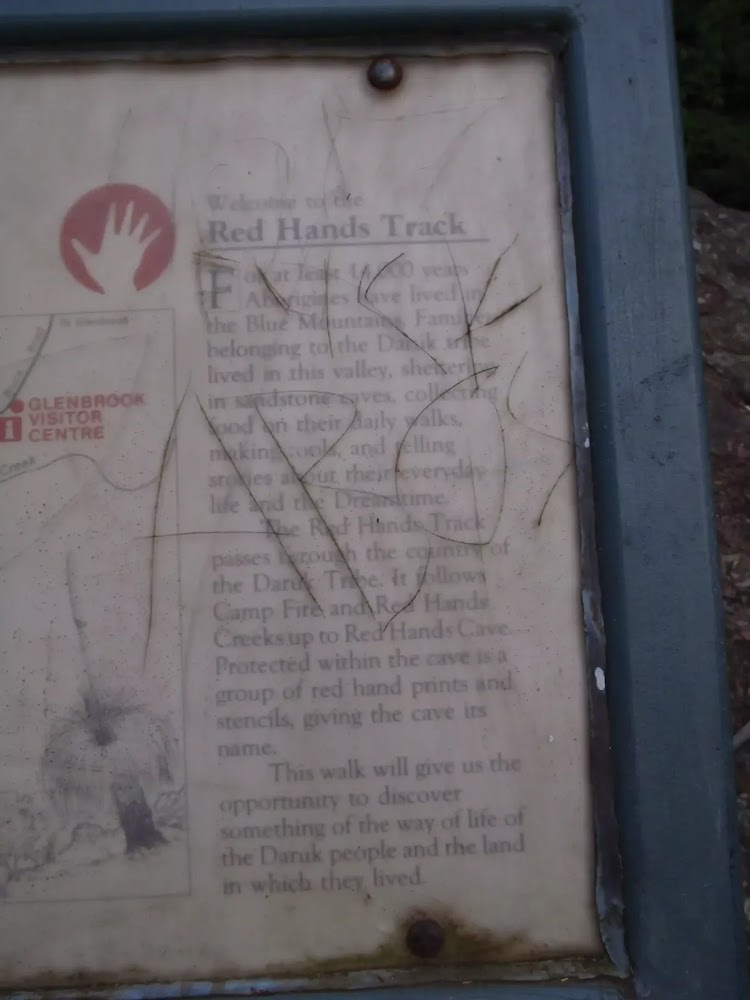 Welcome to the
Red Hands Track
For at least 14,000 years
Aborigines have lived in
the Blue Mountains. Families
belonging to the Daruk tribe
lived in this valley, sheltering
in sandstone caves, collecting
food on their daily walks,
making tools, and telling
stories about their everyday
life and the Dreamtime.
The Red Hands Track
passes through the country of
the Daruk Tribe. It follows
Camp Fire and Red Hands
Creeks up to Red Hands Cave.
Protected within the cave is a
group of red hand prints and
stencils, giving the cave its
name.
This walk will give us the
opportunity to discover
something of the way of life of
the Daruk people and the land
in which they lived.
To Glenbrook
GLENBROOK
i VISITOR
CENTRE
Creek
FUCK
ABOS